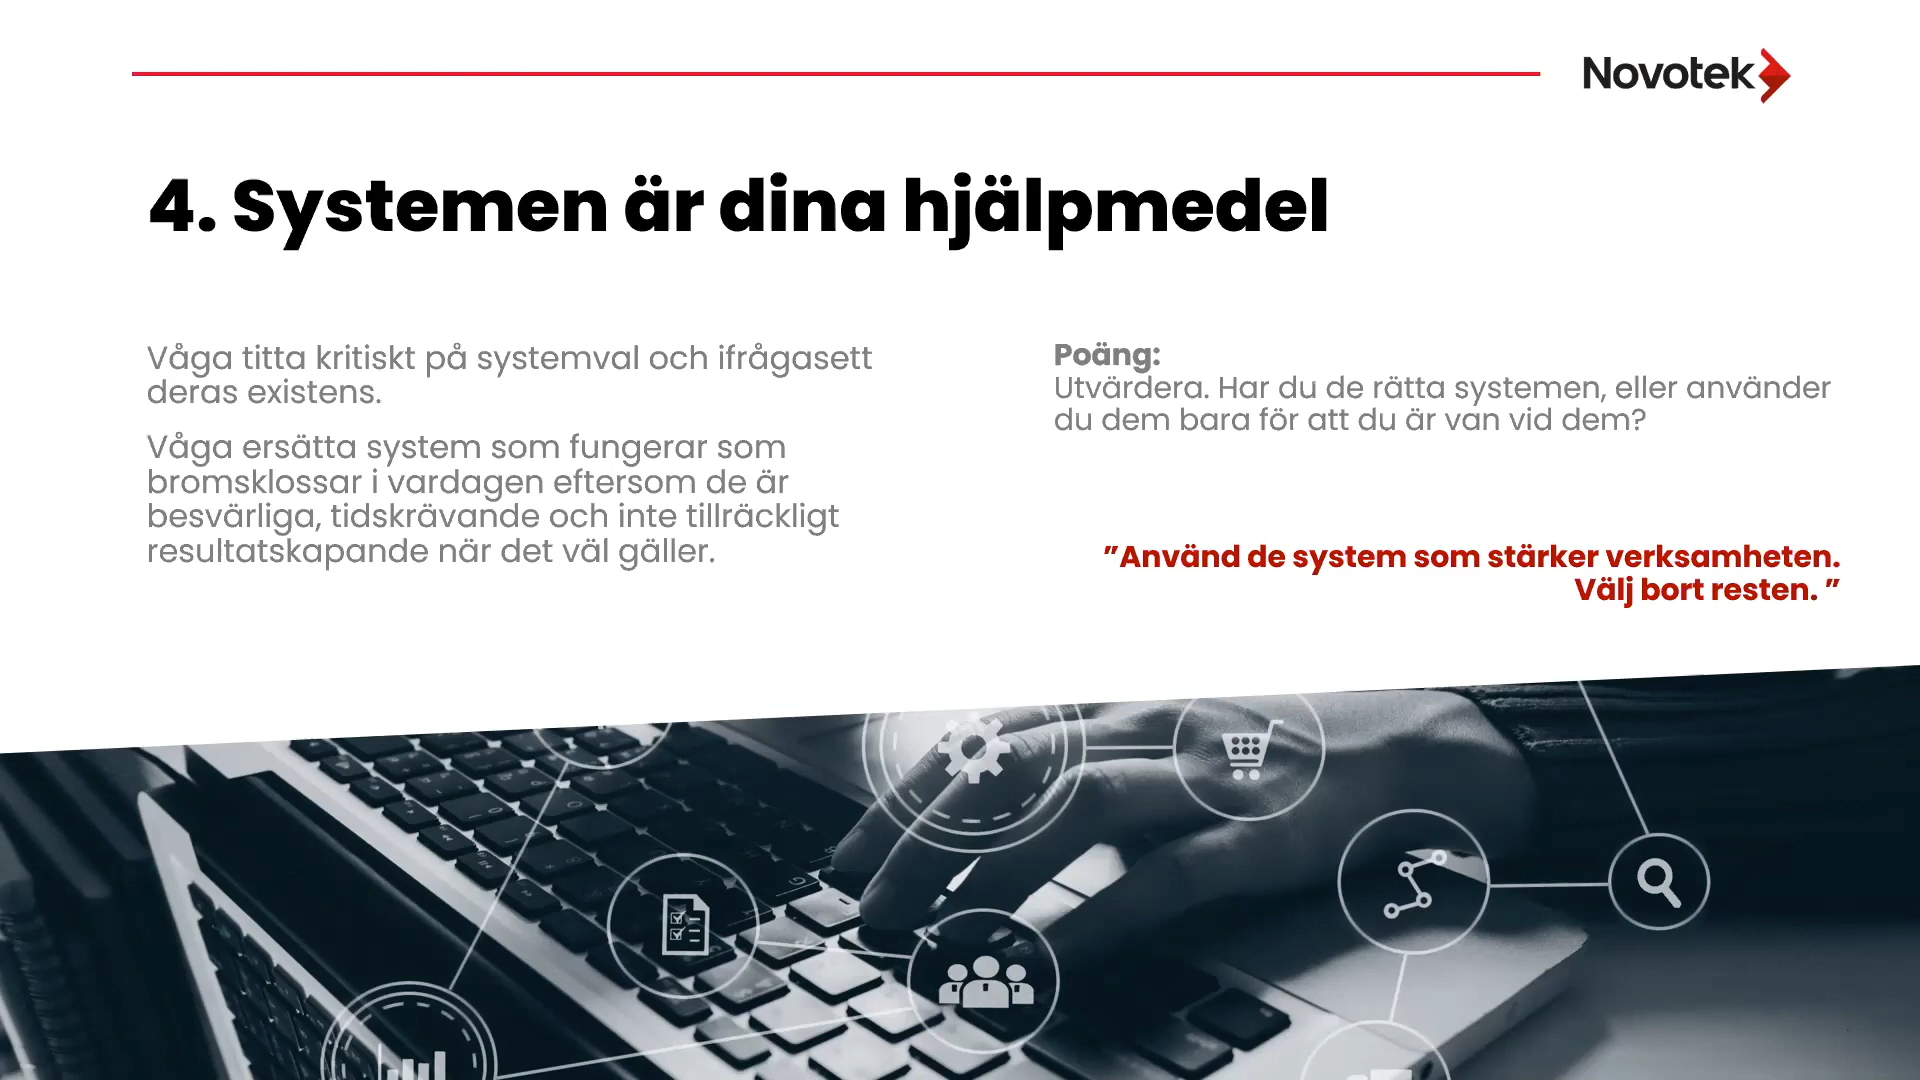 Novotek
4. Systemen är dina hjälpmedel
Våga titta kritiskt på systemval och ifrågasett
deras existens.
Våga ersätta system som fungerar som
bromsklossar i vardagen eftersom de är
besvärliga, tidskrävande och inte tillräckligt
resultatskapande när det väl gäller.
Poäng:
Utvärdera. Har du de rätta systemen, eller använder
du dem bara för att du är van vid dem?
”Använd de system som stärker verksamheten.
Välj bort resten. ”